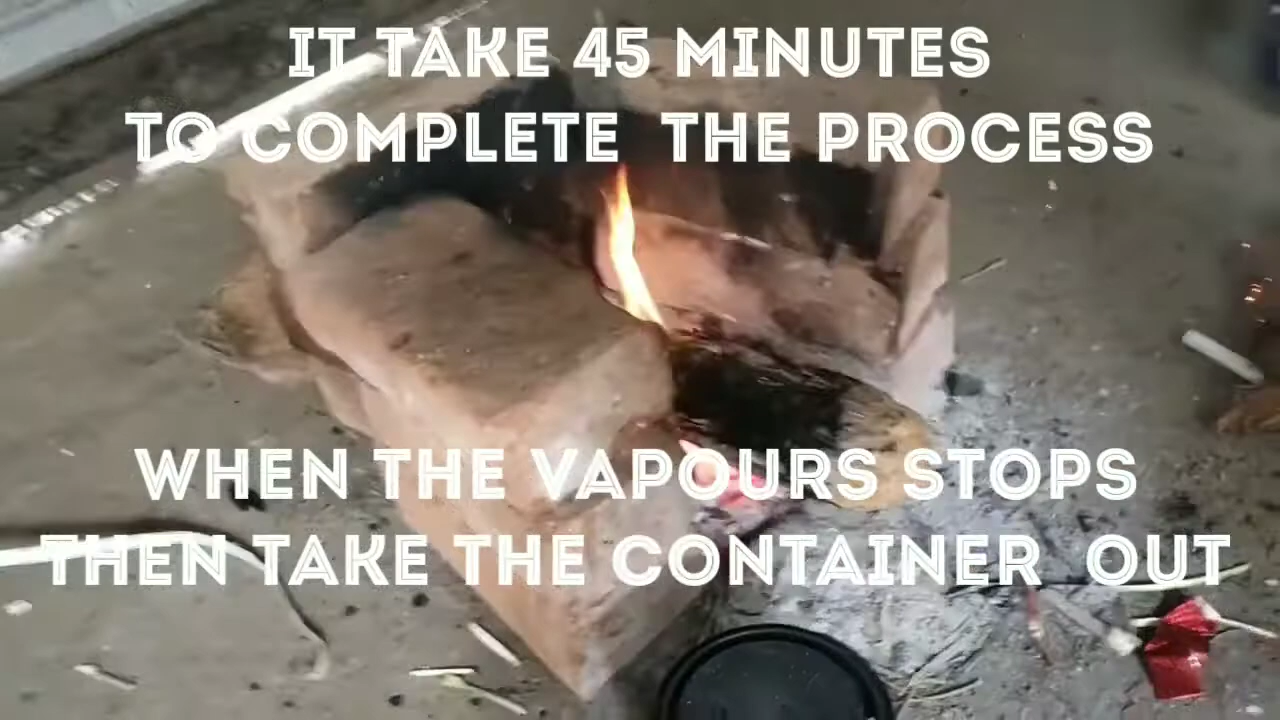 IT TAKE 45 MINUTES
TO COMPLETE THE PROCESS
WHEN THE VAPOURS STOPS
THEN TAKE THE CONTAINER OUT